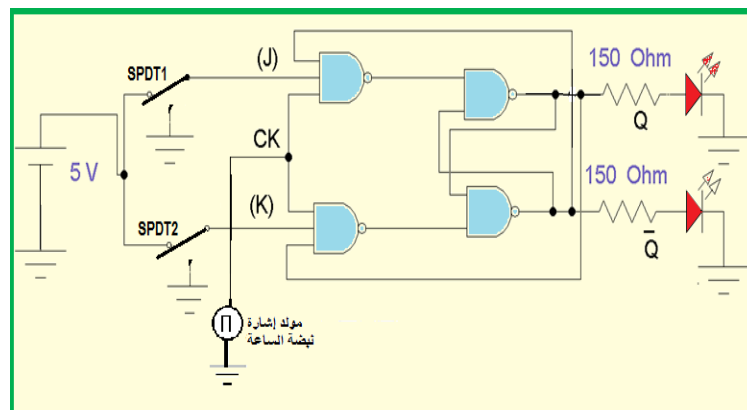 (J)
150 Ohm
SPDT1
Q
CK
5 V
150 Ohm
(K)
SPDT2
Q̅
مولد إشارة
نبضة الساعة